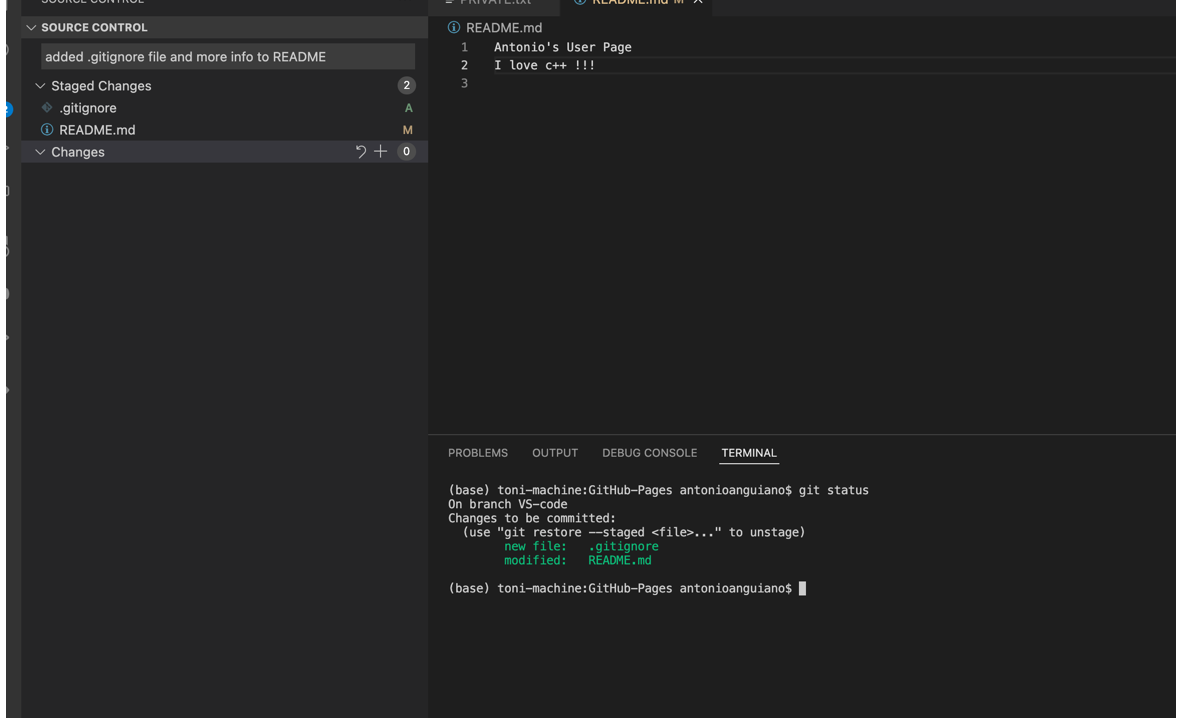 SOURCE CONTROL
SOURCE CONTROL
added .gitignore file and more info to README
Staged Changes
2
.gitignore
A
README.md
M
Changes
0
PRIVATE.txt
README.md M
README.md
1 Antonio's User Page
2 I love c++ !!!
3
PROBLEMS OUTPUT DEBUG CONSOLE TERMINAL
(base) toni-machine:GitHub-Pages antonioanguiano$ git status
On branch VS-code
Changes to be committed:
(use "git restore --staged <file>..." to unstage)
new file: .gitignore
modified: README.md
(base) toni-machine:GitHub-Pages antonioanguiano$